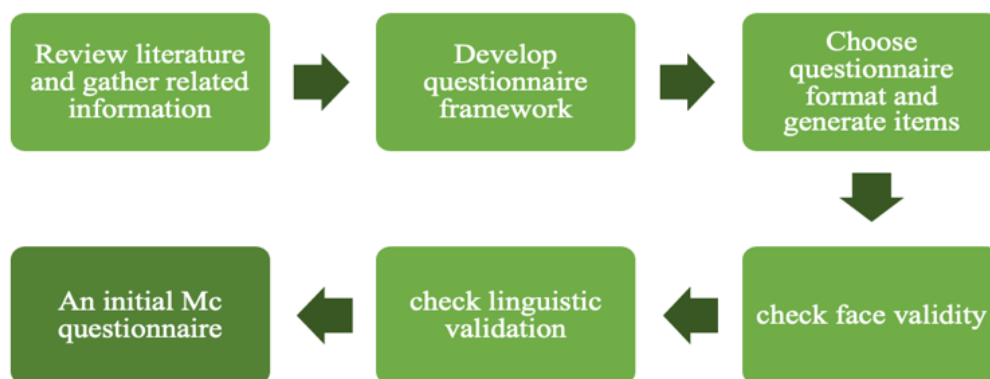 Review literature
and gather related
information
Develop
questionnaire
framework
Choose
questionnaire
format and
generate items
check face validity
check linguistic
validation
An initial Mc
questionnaire